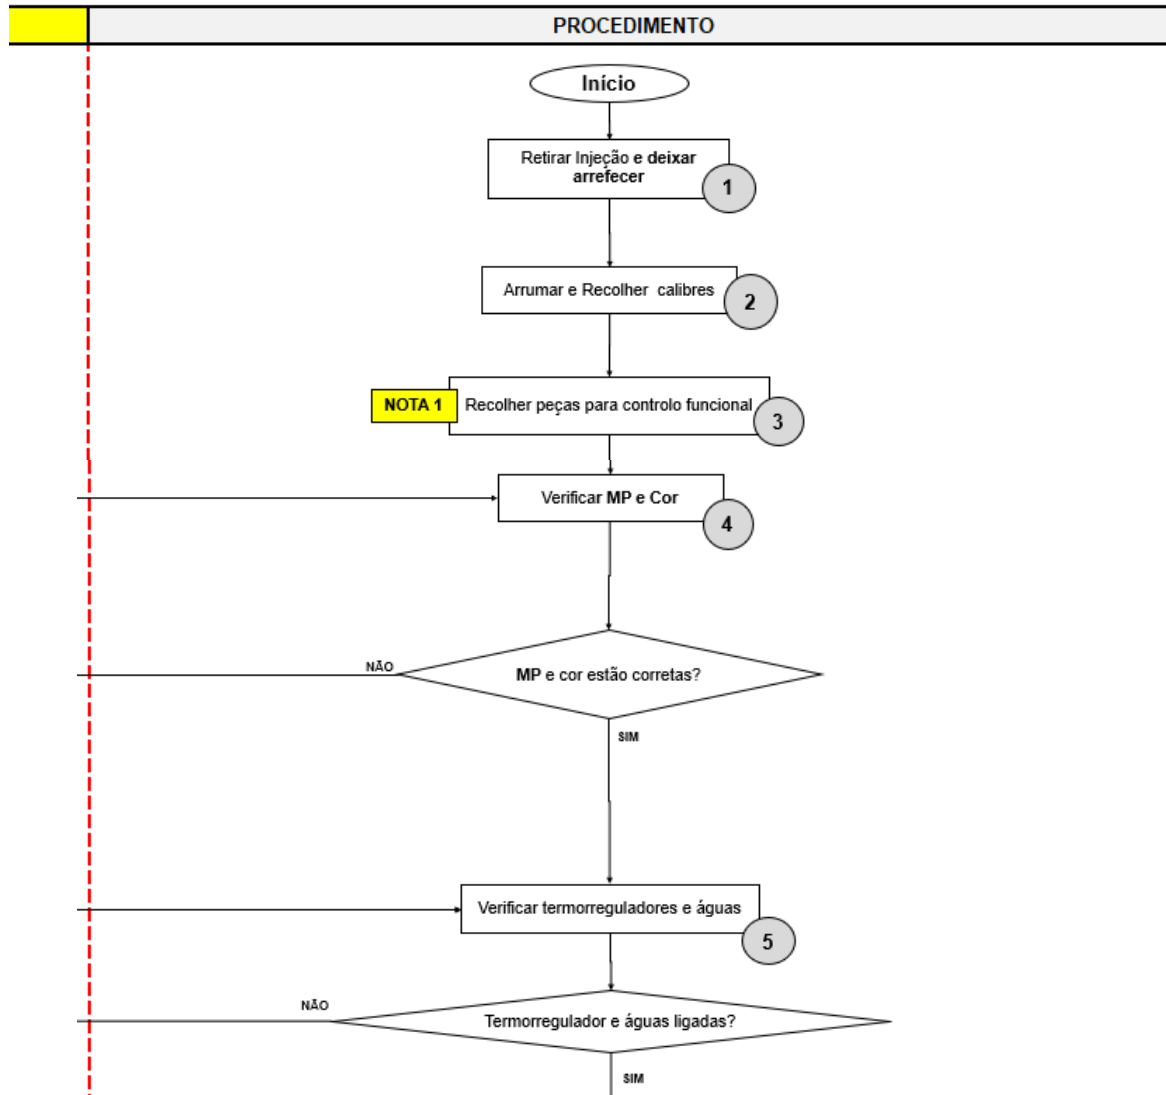 PROCEDIMENTO
Início
Retirar Injeção e deixar
arrefecer
1
Arrumar e Recolher calibres
2
NOTA 1
Recolher peças para controlo funcional
3
Verificar MP e Cor
4
NÃO
MP e cor estão corretas?
SIM
Verificar termorreguladores e águas
5
NÃO
Termorregulador e águas ligadas?
SIM